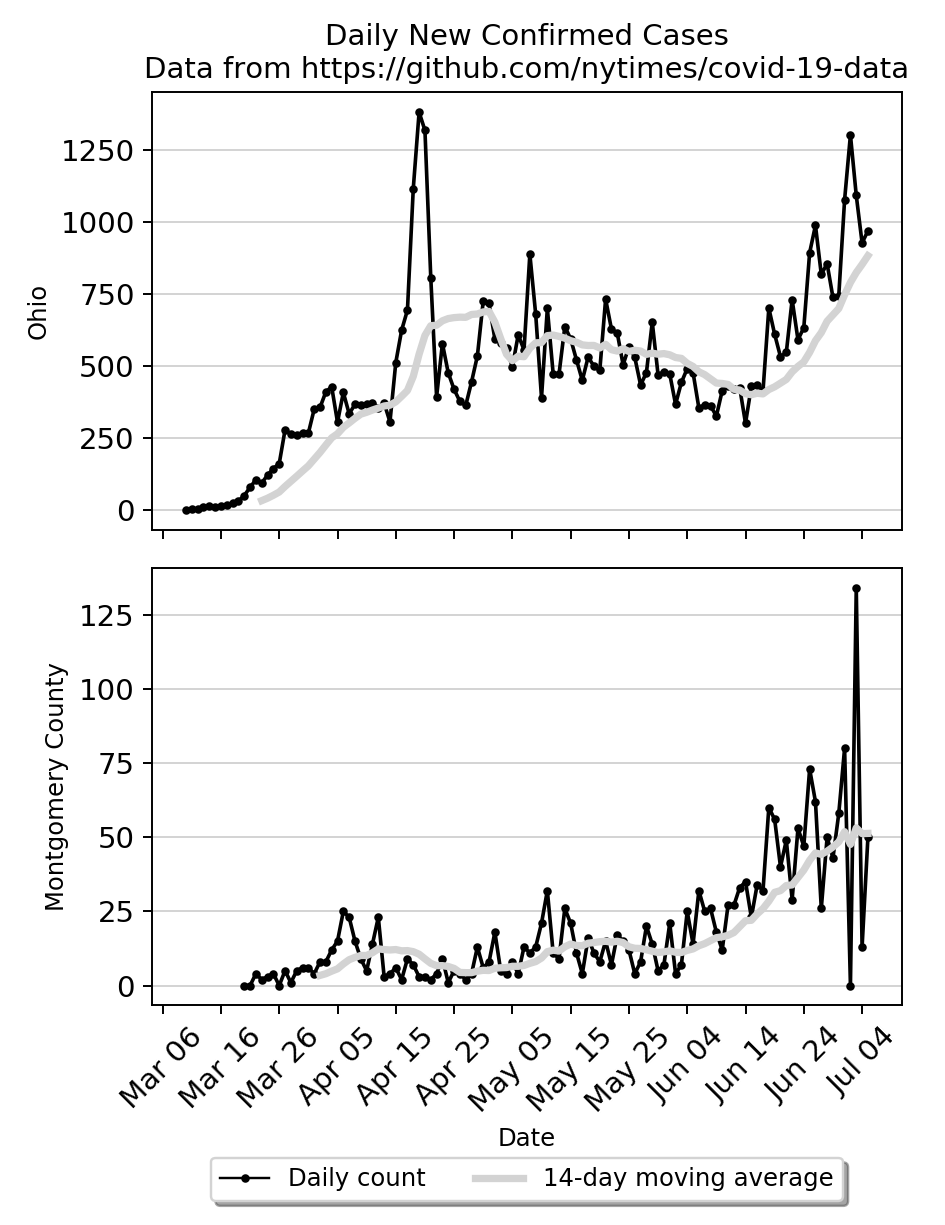 Daily New Confirmed Cases
Data from https://github.com/nytimes/covid-19-data
1250
1000
750
500
250
0
Ohio
125
100
75
50
25
0
Montgomery County
Mar 06
Mar 16
Mar 26
Apr 05
Apr 15
Apr 25
May 05
May 15
May 25
Jun 04
Jun 14
Jun 24
Jul 04
Date
Daily count
14-day moving average